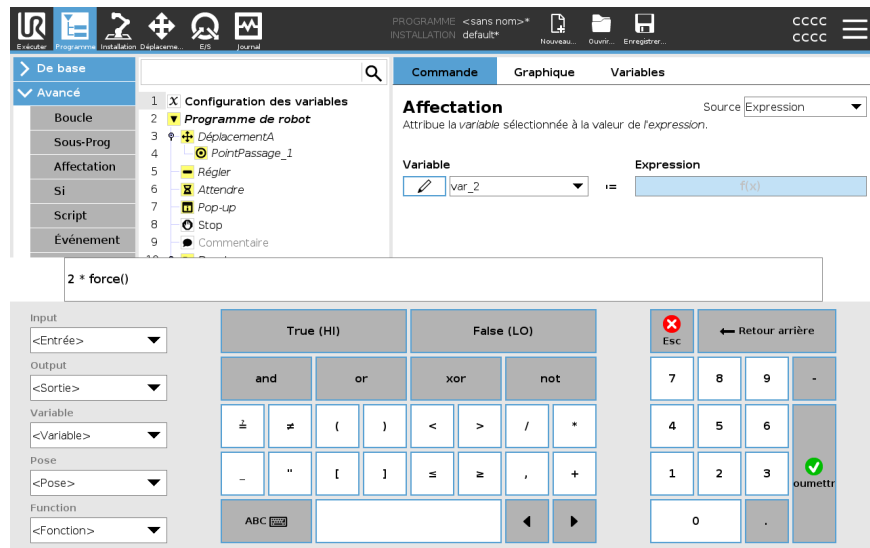 PROGRAMME <sans nom>*
INSTALLATION default*
CCCC
CCCC
Exécuter Programme Installation Déplaceme... E/S Journal
Nouveau... Ouvrir... Enregistrer...
De base
Avancé
Boucle
Sous-Prog
Affectation
Si
Script
Événement
1 X Configuration des variables
2 Programme de robot
3 DéplacementA
4 PointPassage_1
5 Régler
6 Attendre
7 Pop-up
8 Stop
9 Commentaire
Commande Graphique Variables
Affectation
Source Expression
Attribue la variable sélectionnée à la valeur de l'expression.
Variable Expression
var_2 := f(x)
2 * force()
Input
<Entrée>
Output
<Sortie>
Variable
<Variable>
Pose
<Pose>
Function
<Fonction>
True (HI) False (LO)
and or xor not
≟ ≠ ( ) < > / *
_ " [ ] ≤ ≥ , +
ABC
Esc Retour arrière
7 8 9 -
4 5 6
1 2 3 oumettr
0 .